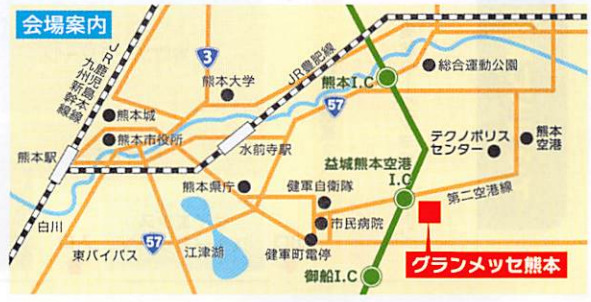 会場案内
JR鹿児島本線
九州新幹線
3
熊本大学
JR豊肥線
熊本I.C
総合運動公園
57
熊本城
熊本市役所
熊本駅
水前寺駅
テクノポリス
センター
熊本
空港
益城熊本空港
I.C
熊本県庁
健軍自衛隊
第二空港線
市民病院
白川
57
東バイパス
江津湖
健軍町電停
御船I.C
グランメッセ熊本